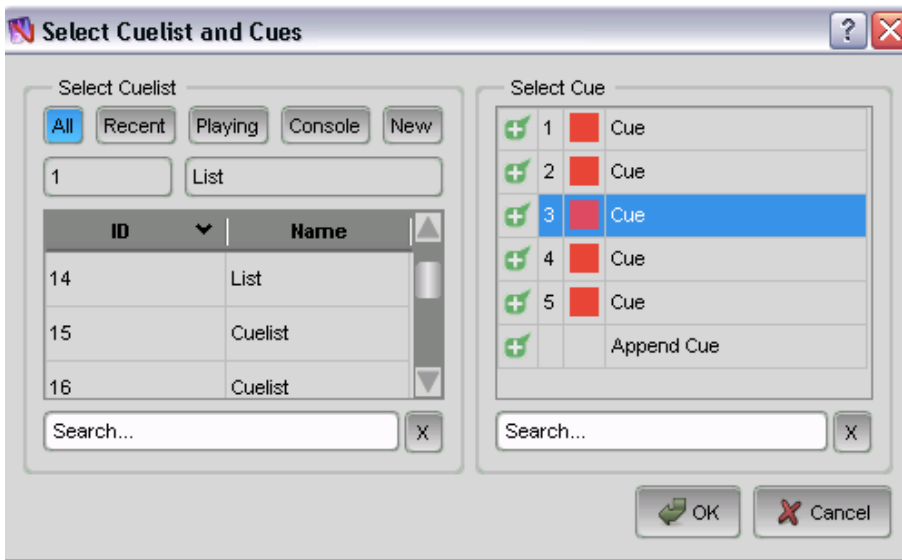 Select Cuelist and Cues
?
Select Cuelist
All Recent Playing Console New
1 List
ID Name
14 List
15 Cuelist
16 Cuelist
Search... X
Select Cue
1 Cue
2 Cue
3 Cue
4 Cue
5 Cue
Append Cue
Search... X
OK Cancel